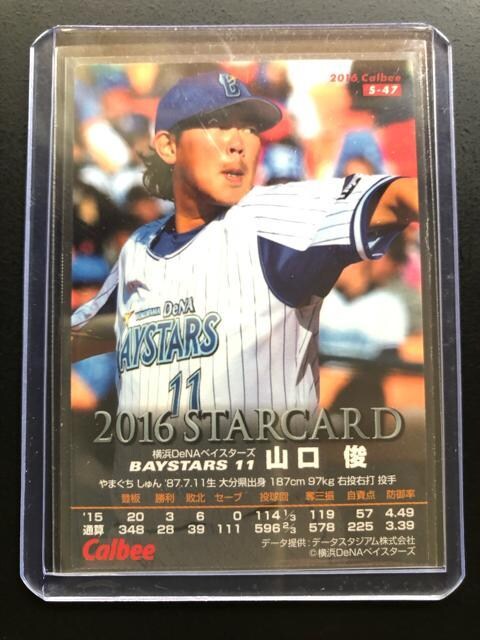 2016 Calbee
S-47
DeNA
BAYSTARS
11
2016 STARCARD
横浜DeNAベイスターズ
BAYSTARS 11 山口 俊
やまぐち しゅん '87.7.11生 大分県出身 187cm 97kg 右投右打 投手
登板 勝利 敗北 セーブ 投球回 奪三振 自責点 防御率
'15 20 3 6 0 114 1/3 119 57 4.49
通算 348 28 39 111 596 2/3 578 225 3.39
Calbee
データ提供:データスタジアム株式会社
©横浜DeNAベイスターズ